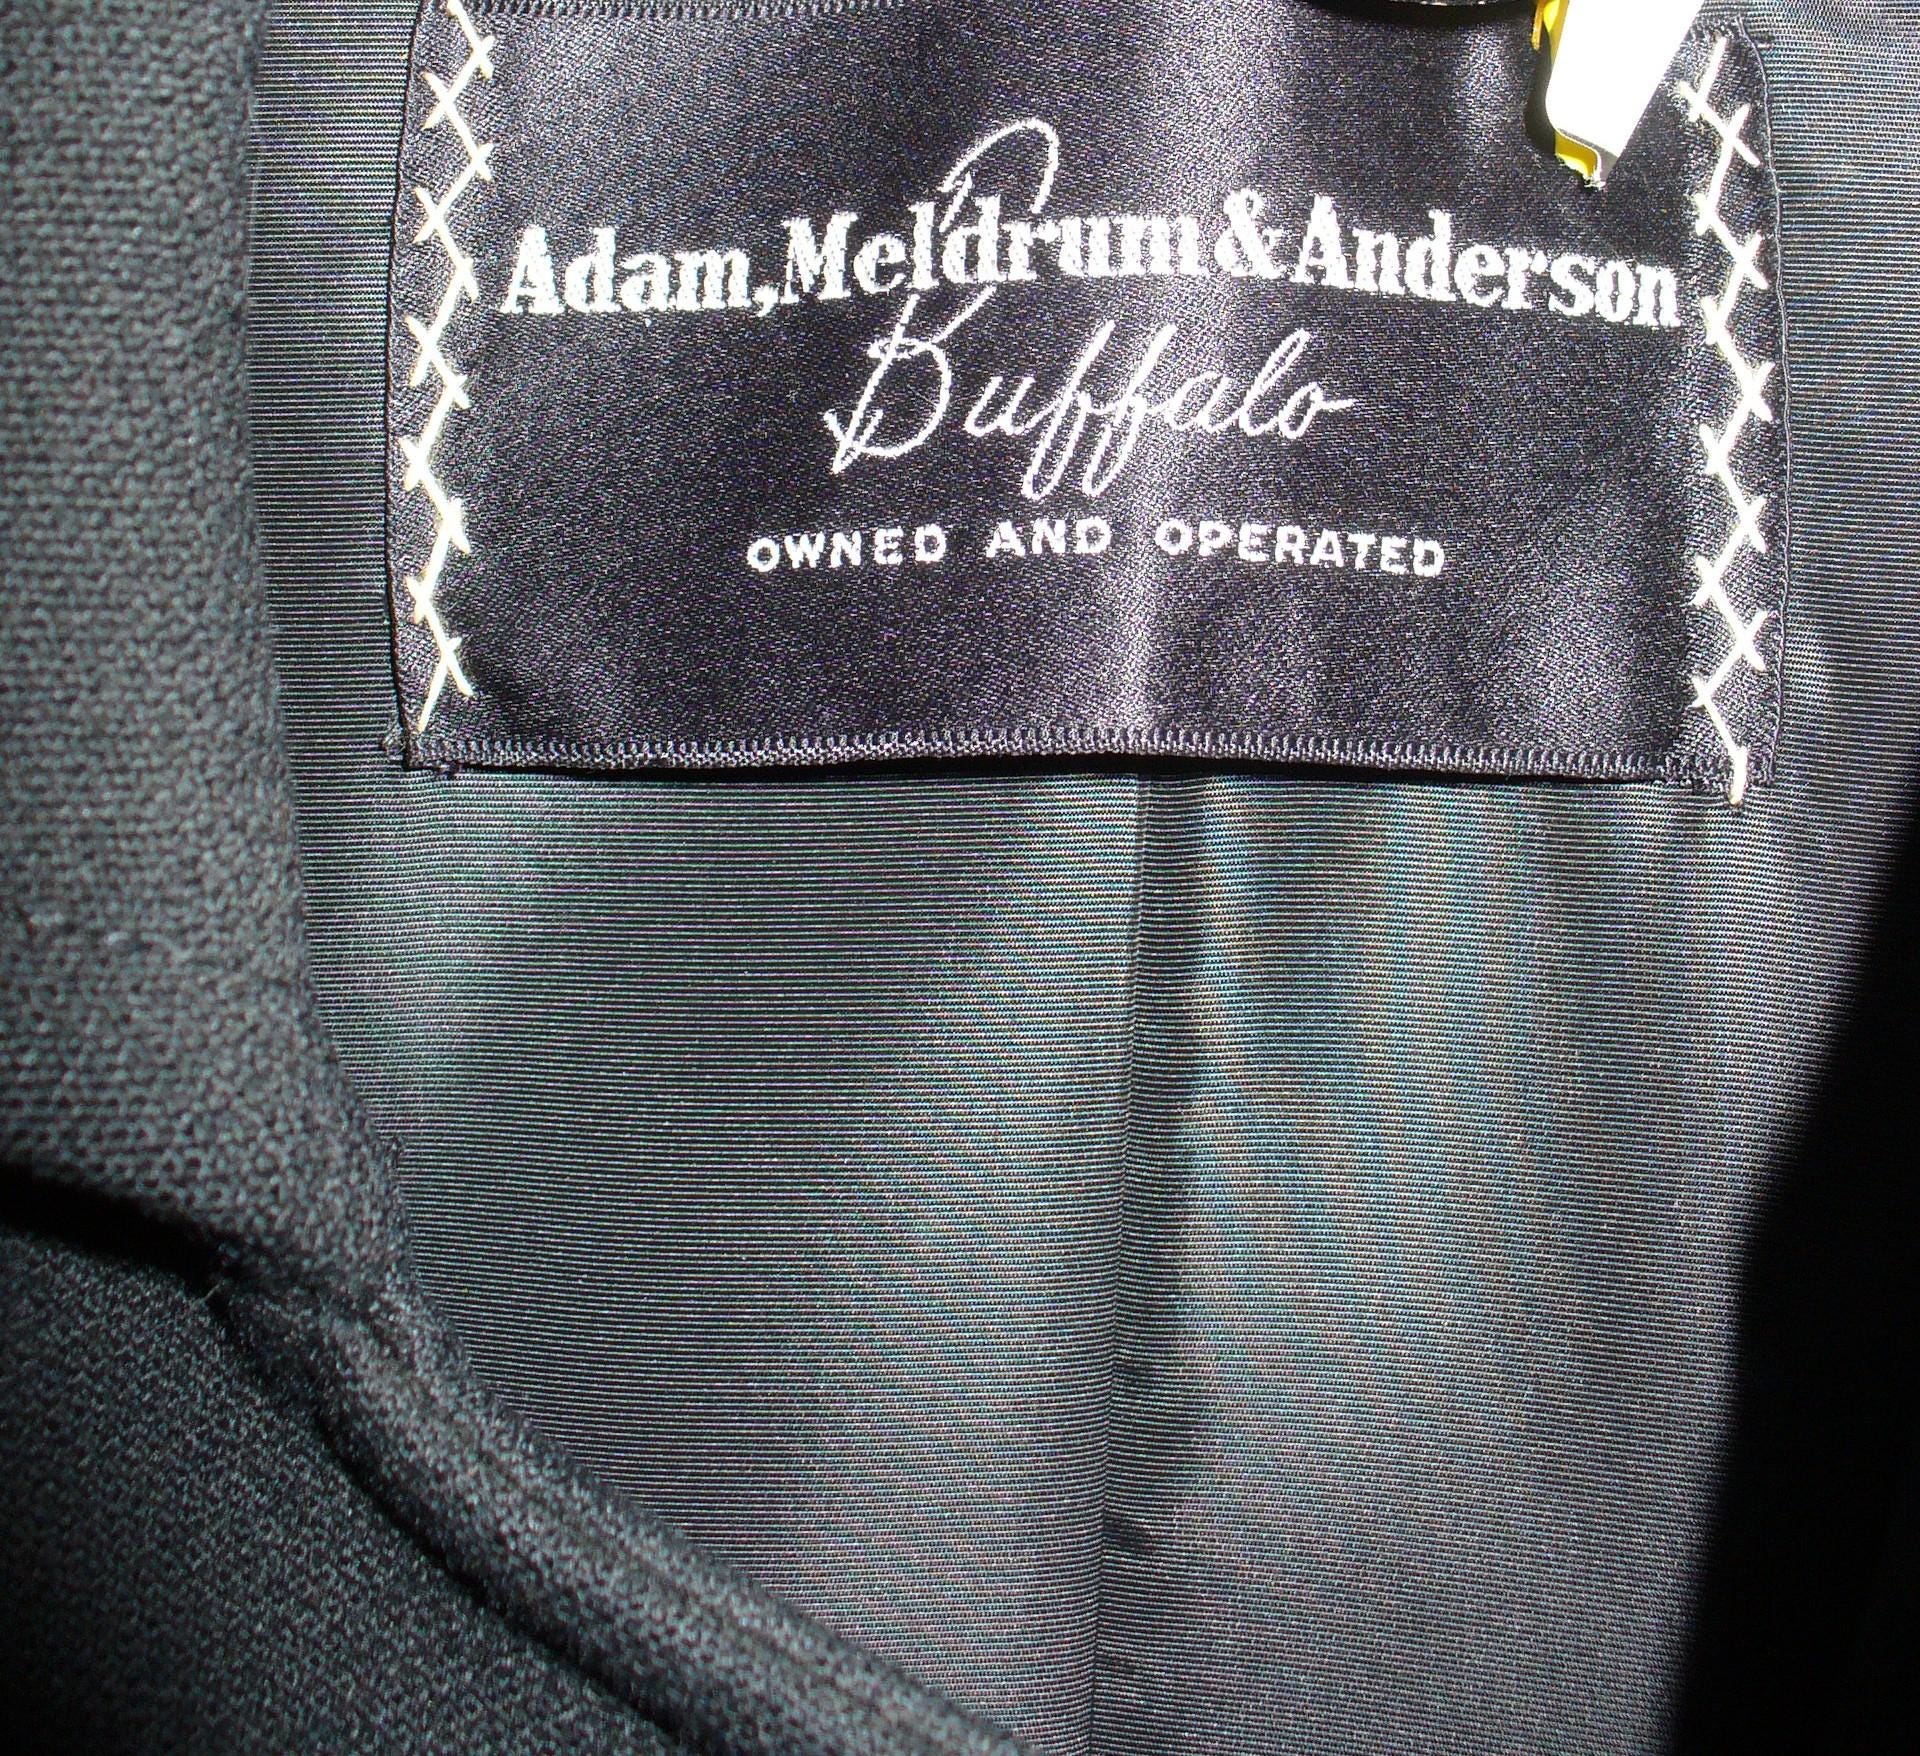 Adam, Meldrum & Anderson
Buffalo
OWNED AND OPERATED